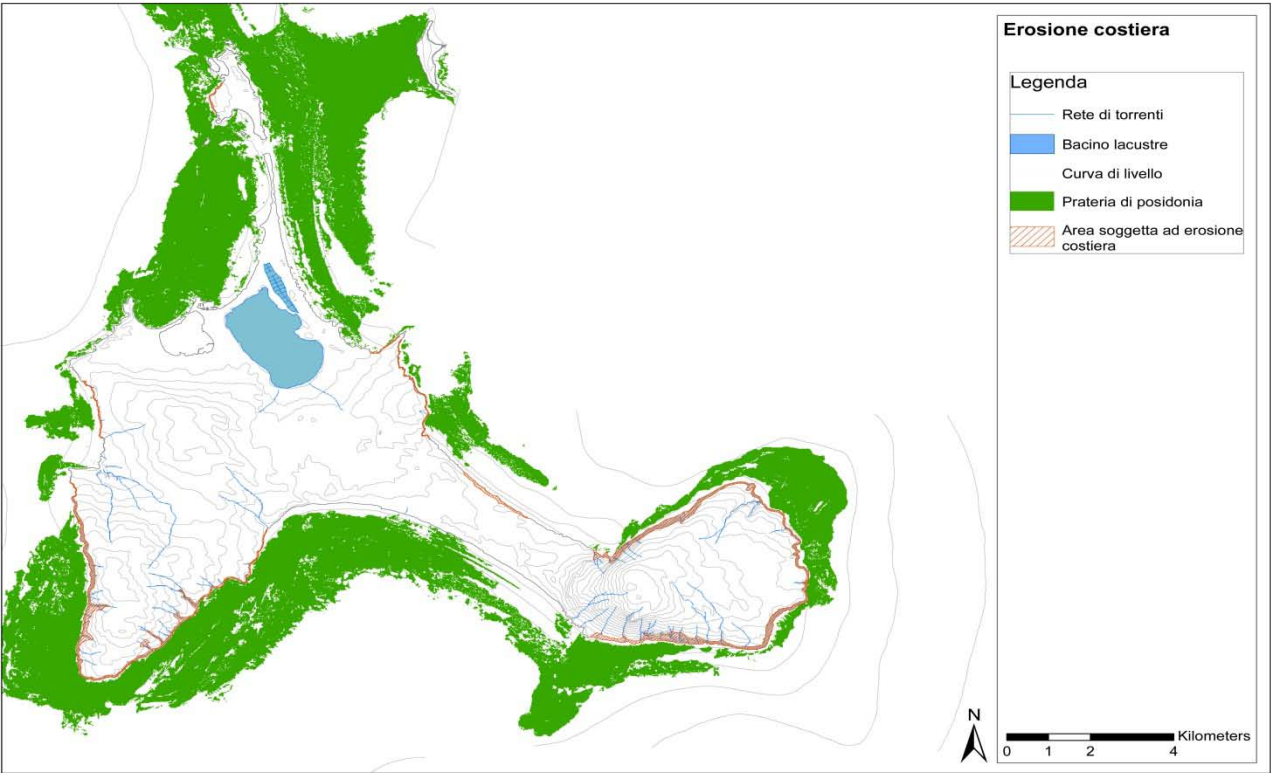 Erosione costiera
Legenda
Rete di torrenti
Bacino lacustre
Curva di livello
Prateria di posidonia
Area soggetta ad erosione
costiera
N
Kilometers
0 1 2 4